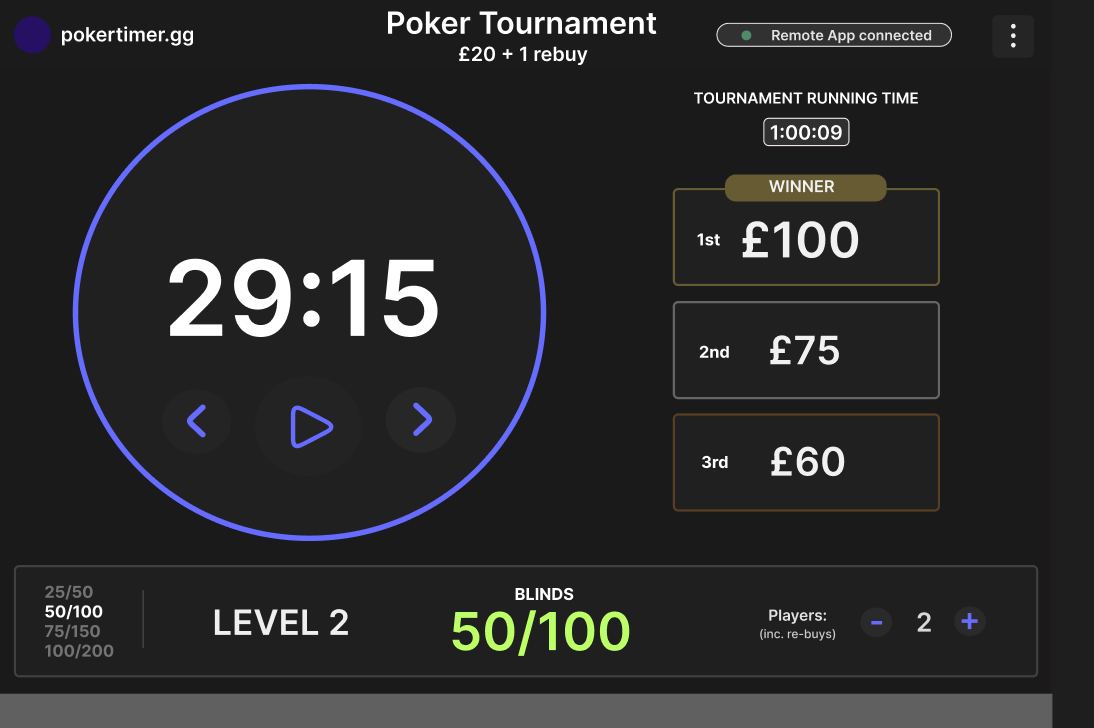 pokertimer.gg
Poker Tournament
£20 + 1 rebuy
Remote App connected
TOURNAMENT RUNNING TIME
1:00:09
WINNER
1st £100
2nd £75
3rd £60
29:15
25/50
50/100
75/150
100/200
LEVEL 2
BLINDS
50/100
Players:
(inc. re-buys)
- 2 +